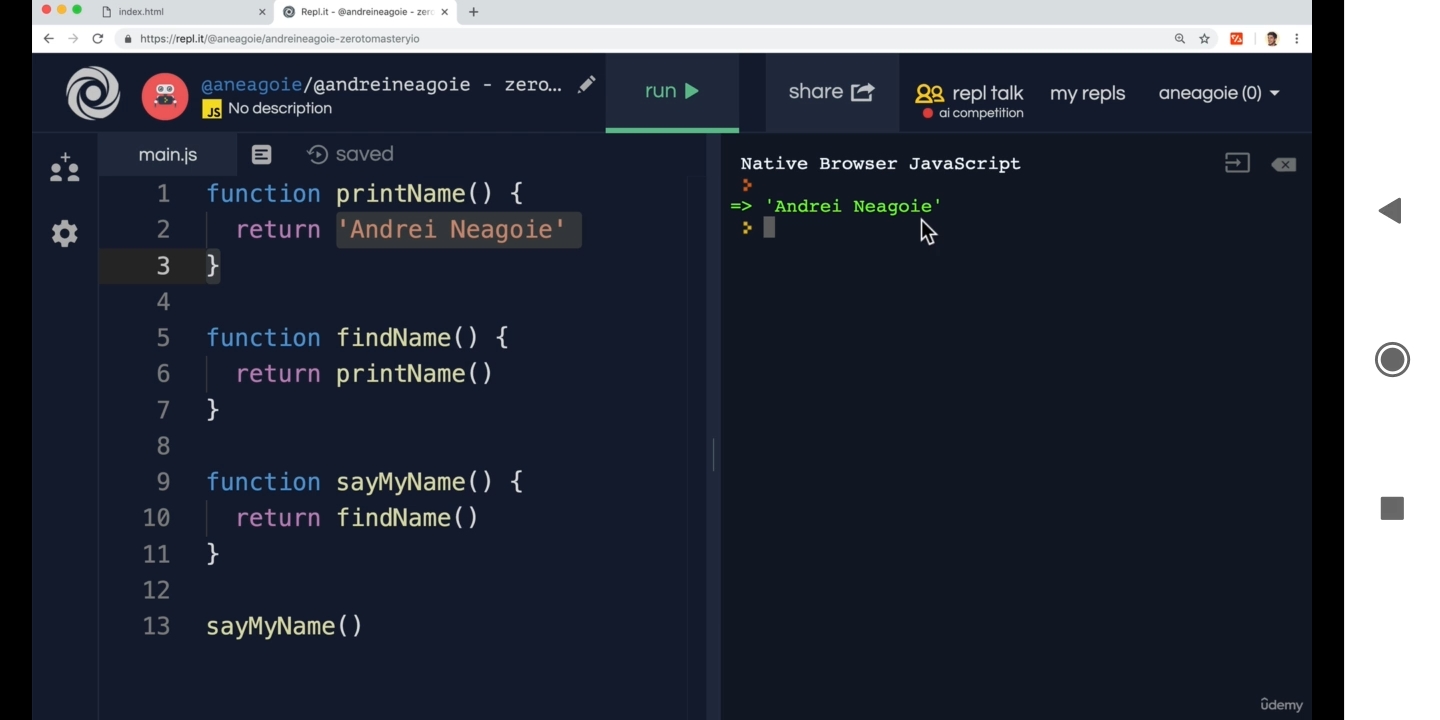 index.html
Repl.it - @andreineagoie - zer
https://repl.it/@aneagoie/andreineagoie-zerotomasteryio
@aneagoie/@andreineagoie - zero...
JS No description
run
share
repl talk
ai competition
my repls
aneagoie (0)
main.js
saved
1 function printName() {
2 return 'Andrei Neagoie'
3 }
4
5 function findName() {
6 return printName()
7 }
8
9 function sayMyName() {
10 return findName()
11 }
12
13 sayMyName()
Native Browser JavaScript
=> 'Andrei Neagoie'
ûdemy